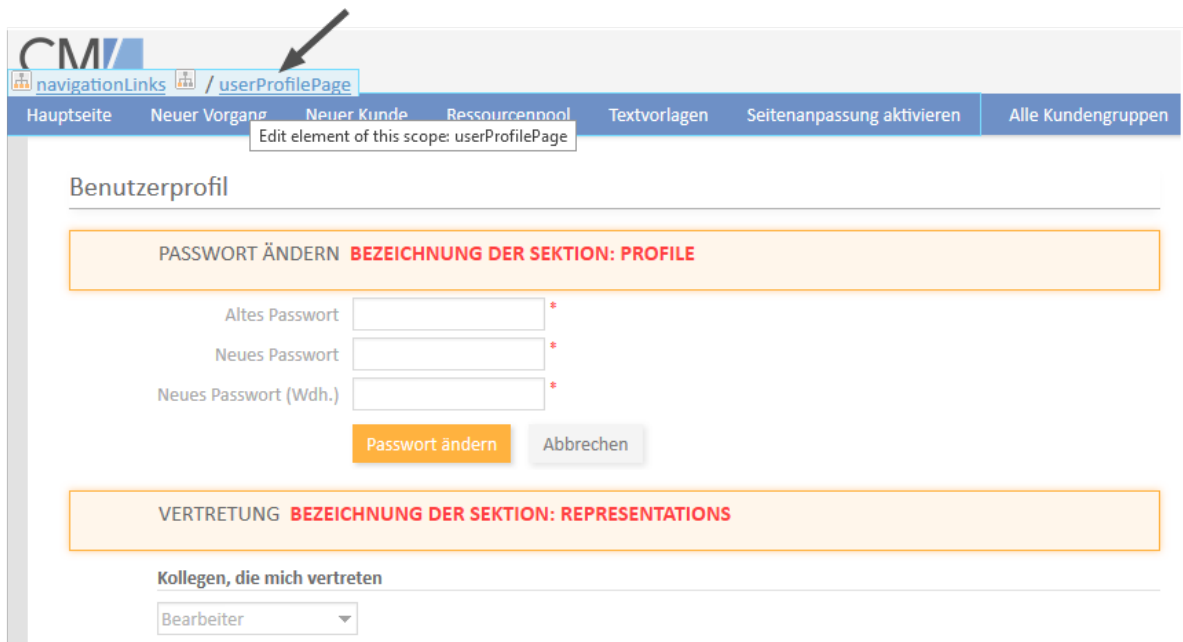 CM/
navigationLinks / userProfilePage
Hauptseite Neuer Vorgang Neuer Kunde Ressourcenpool Textvorlagen Seitenanpassung aktivieren Alle Kundengruppen
Edit element of this scope: userProfilePage
Benutzerprofil
PASSWORT ÄNDERN BEZEICHNUNG DER SEKTION: PROFILE
Altes Passwort *
Neues Passwort *
Neues Passwort (Wdh.) *
Passwort ändern Abbrechen
VERTRETUNG BEZEICHNUNG DER SEKTION: REPRESENTATIONS
Kollegen, die mich vertreten
Bearbeiter